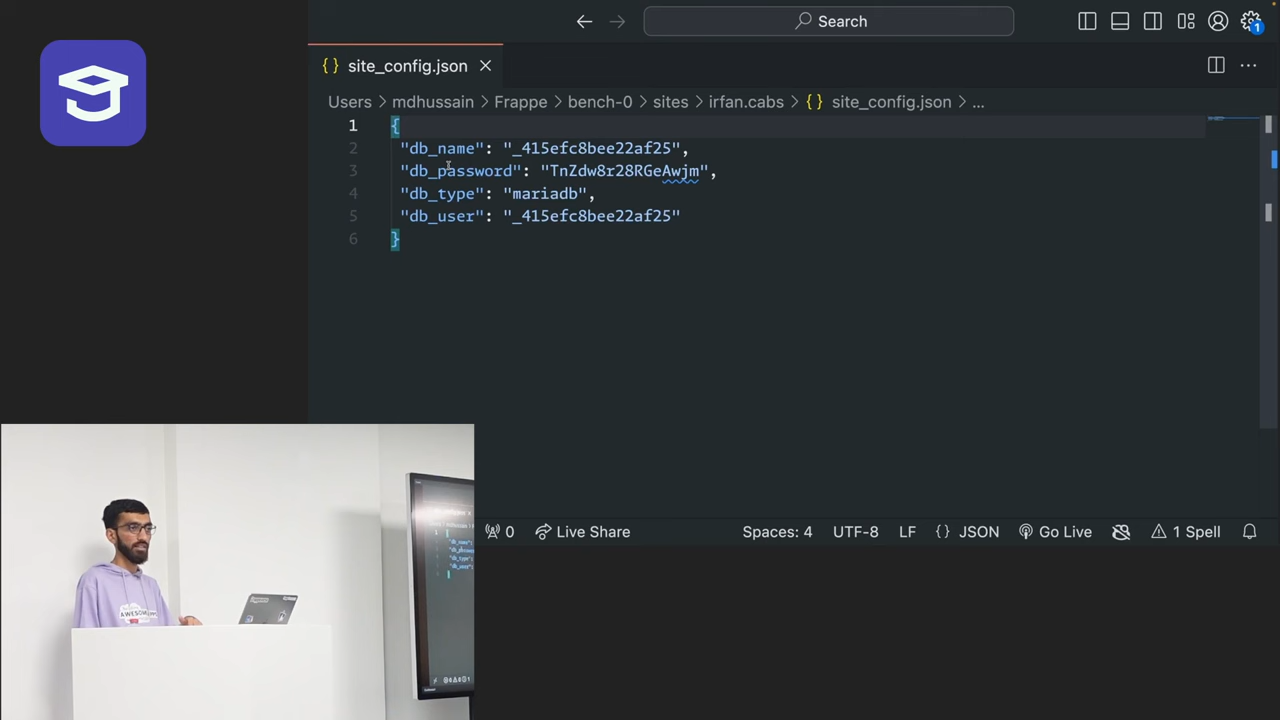 Search
site_config.json
Users > mdhussain > Frappe > bench-0 > sites > irfan.cabs > {} site_config.json > ...
1 {
2 "db_name": "_415efc8bee22af25",
3 "db_password": "TnZdw8r28RGeAwjm",
4 "db_type": "mariadb",
5 "db_user": "_415efc8bee22af25"
6 }
0 Live Share Spaces: 4 UTF-8 LF {} JSON Go Live 1 Spell
AWESOME